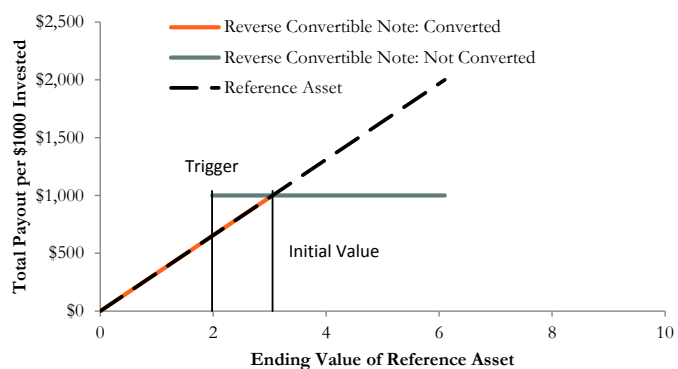 $2,500
Reverse Convertible Note: Converted
Reverse Convertible Note: Not Converted
$2,000
Reference Asset
$1,500
Trigger
$1,000
Initial Value
$500
$0
0 2 4 6 8 10
Total Payout per $1000 Invested
Ending Value of Reference Asset